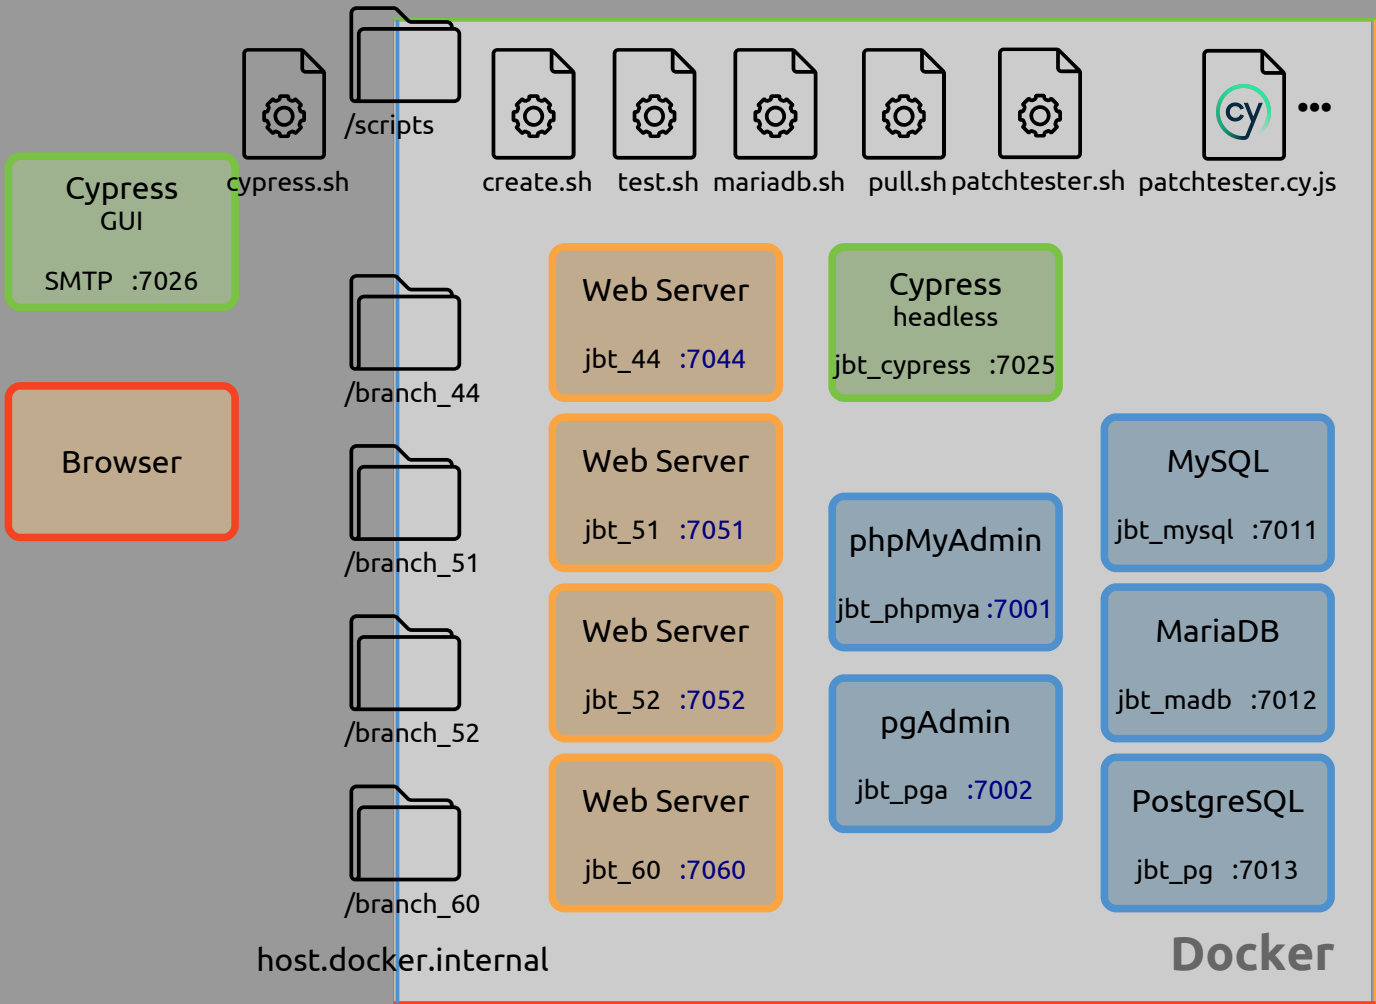 /scripts
cypress.sh
create.sh
test.sh
mariadb.sh
pull.sh
patchtester.sh
cy
...
patchtester.cy.js
Cypress
GUI
SMTP :7026
Browser
/branch_44
/branch_51
/branch_52
/branch_60
host.docker.internal
Web Server
jbt_44 :7044
Web Server
jbt_51 :7051
Web Server
jbt_52 :7052
Web Server
jbt_60 :7060
Cypress
headless
jbt_cypress :7025
phpMyAdmin
jbt_phpmya :7001
pgAdmin
jbt_pga :7002
MySQL
jbt_mysql :7011
MariaDB
jbt_madb :7012
PostgreSQL
jbt_pg :7013
Docker